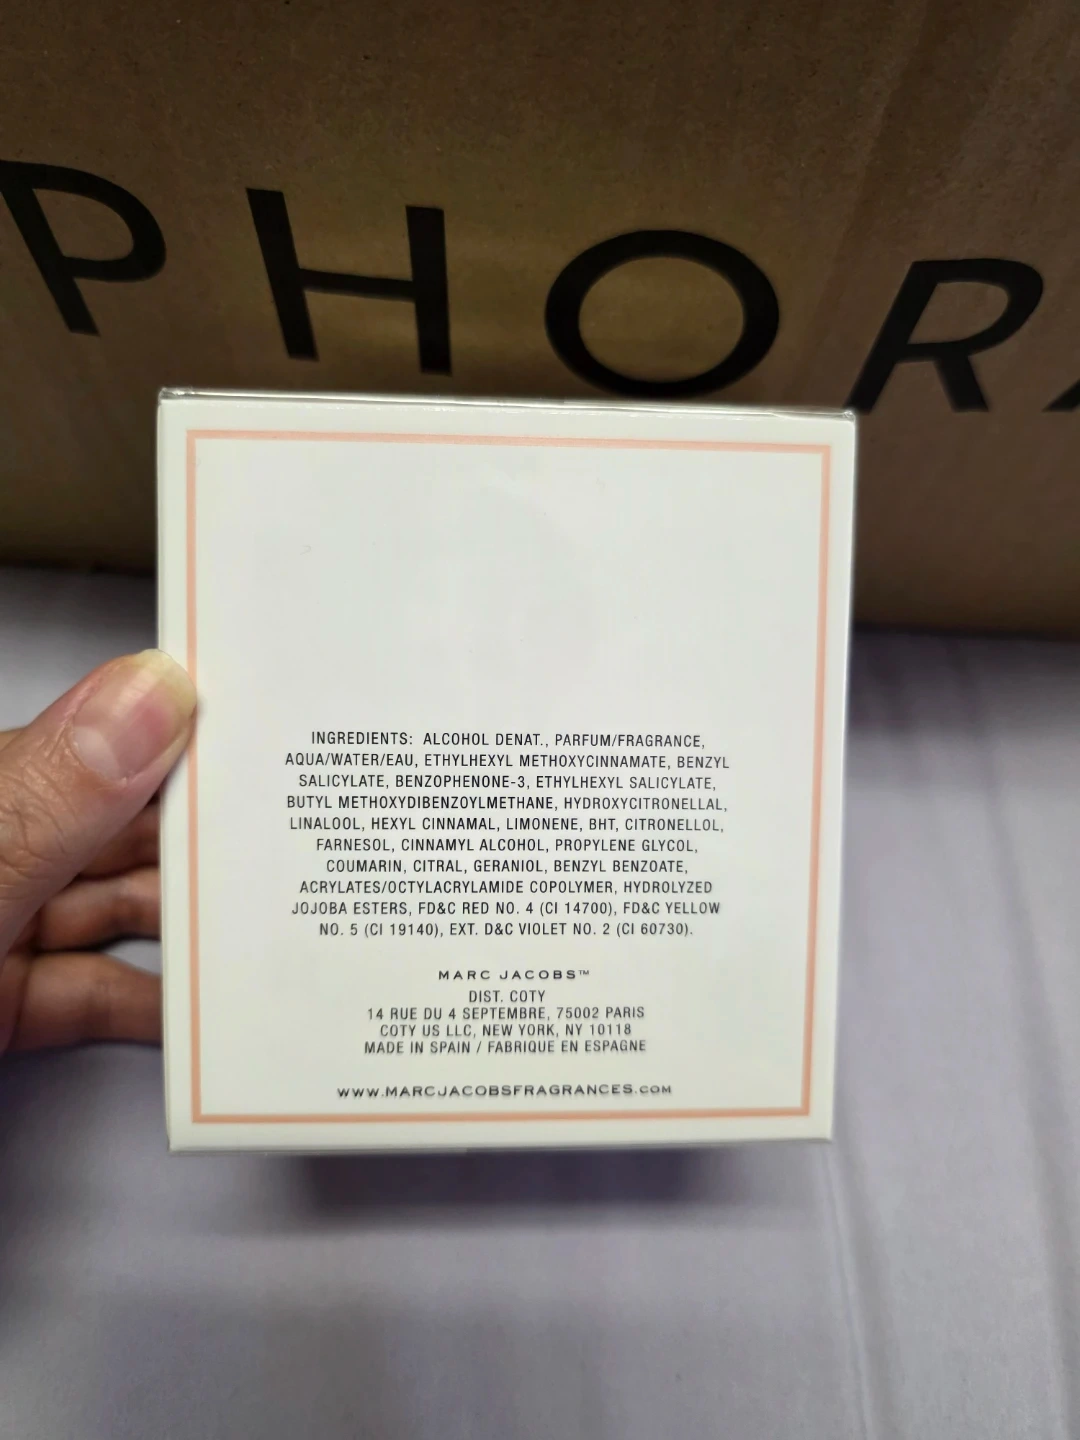 PHORA
INGREDIENTS: ALCOHOL DENAT., PARFUM/FRAGRANCE,
AQUA/WATER/EAU, ETHYLHEXYL METHOXYCINNAMATE, BENZYL
SALICYLATE, BENZOPHENONE-3, ETHYLHEXYL SALICYLATE,
BUTYL METHOXYDIBENZOYLMETHANE, HYDROXYCITRONELLAL,
LINALOOL, HEXYL CINNAMAL, LIMONENE, BHT, CITRONELLOL,
FARNESOL, CINNAMYL ALCOHOL, PROPYLENE GLYCOL,
COUMARIN, CITRAL, GERANIOL, BENZYL BENZOATE,
ACRYLATES/OCTYLACRYLAMIDE COPOLYMER, HYDROLYZED
JOJOBA ESTERS, FD&C RED NO. 4 (CI 14700), FD&C YELLOW
NO. 5 (CI 19140), EXT. D&C VIOLET NO. 2 (CI 60730).
MARC JACOBS™
DIST. COTY
14 RUE DU 4 SEPTEMBRE, 75002 PARIS
COTY US LLC, NEW YORK, NY 10118
MADE IN SPAIN / FABRIQUE EN ESPAGNE
WWW.MARCJACOBSFRAGRANCES.COM